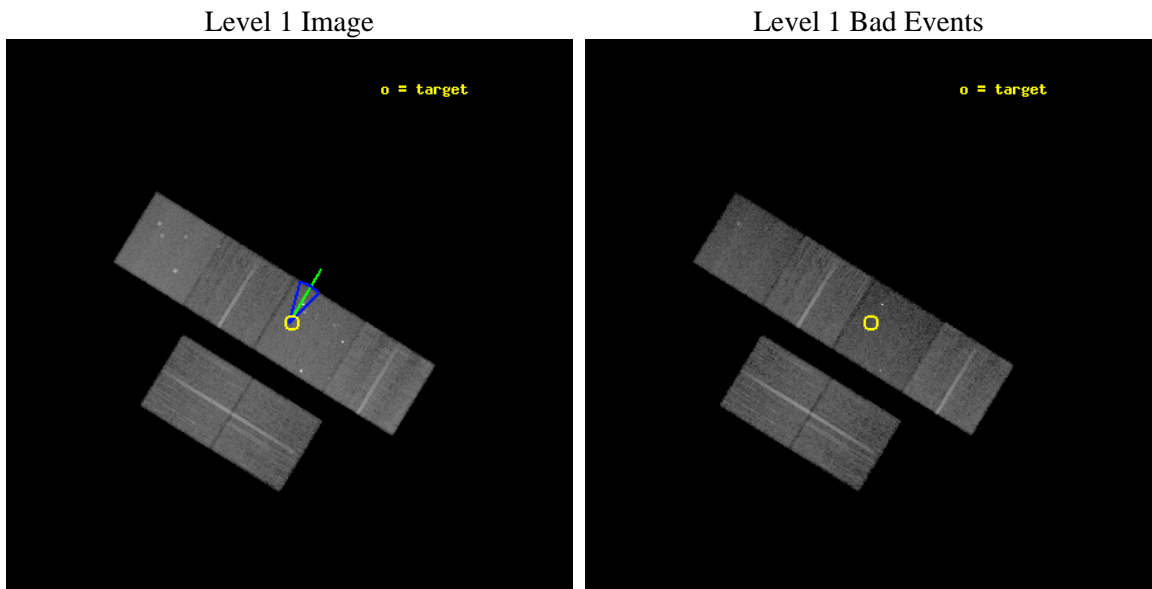 Level 1 Image
Level 1 Bad Events
o = target
o = target